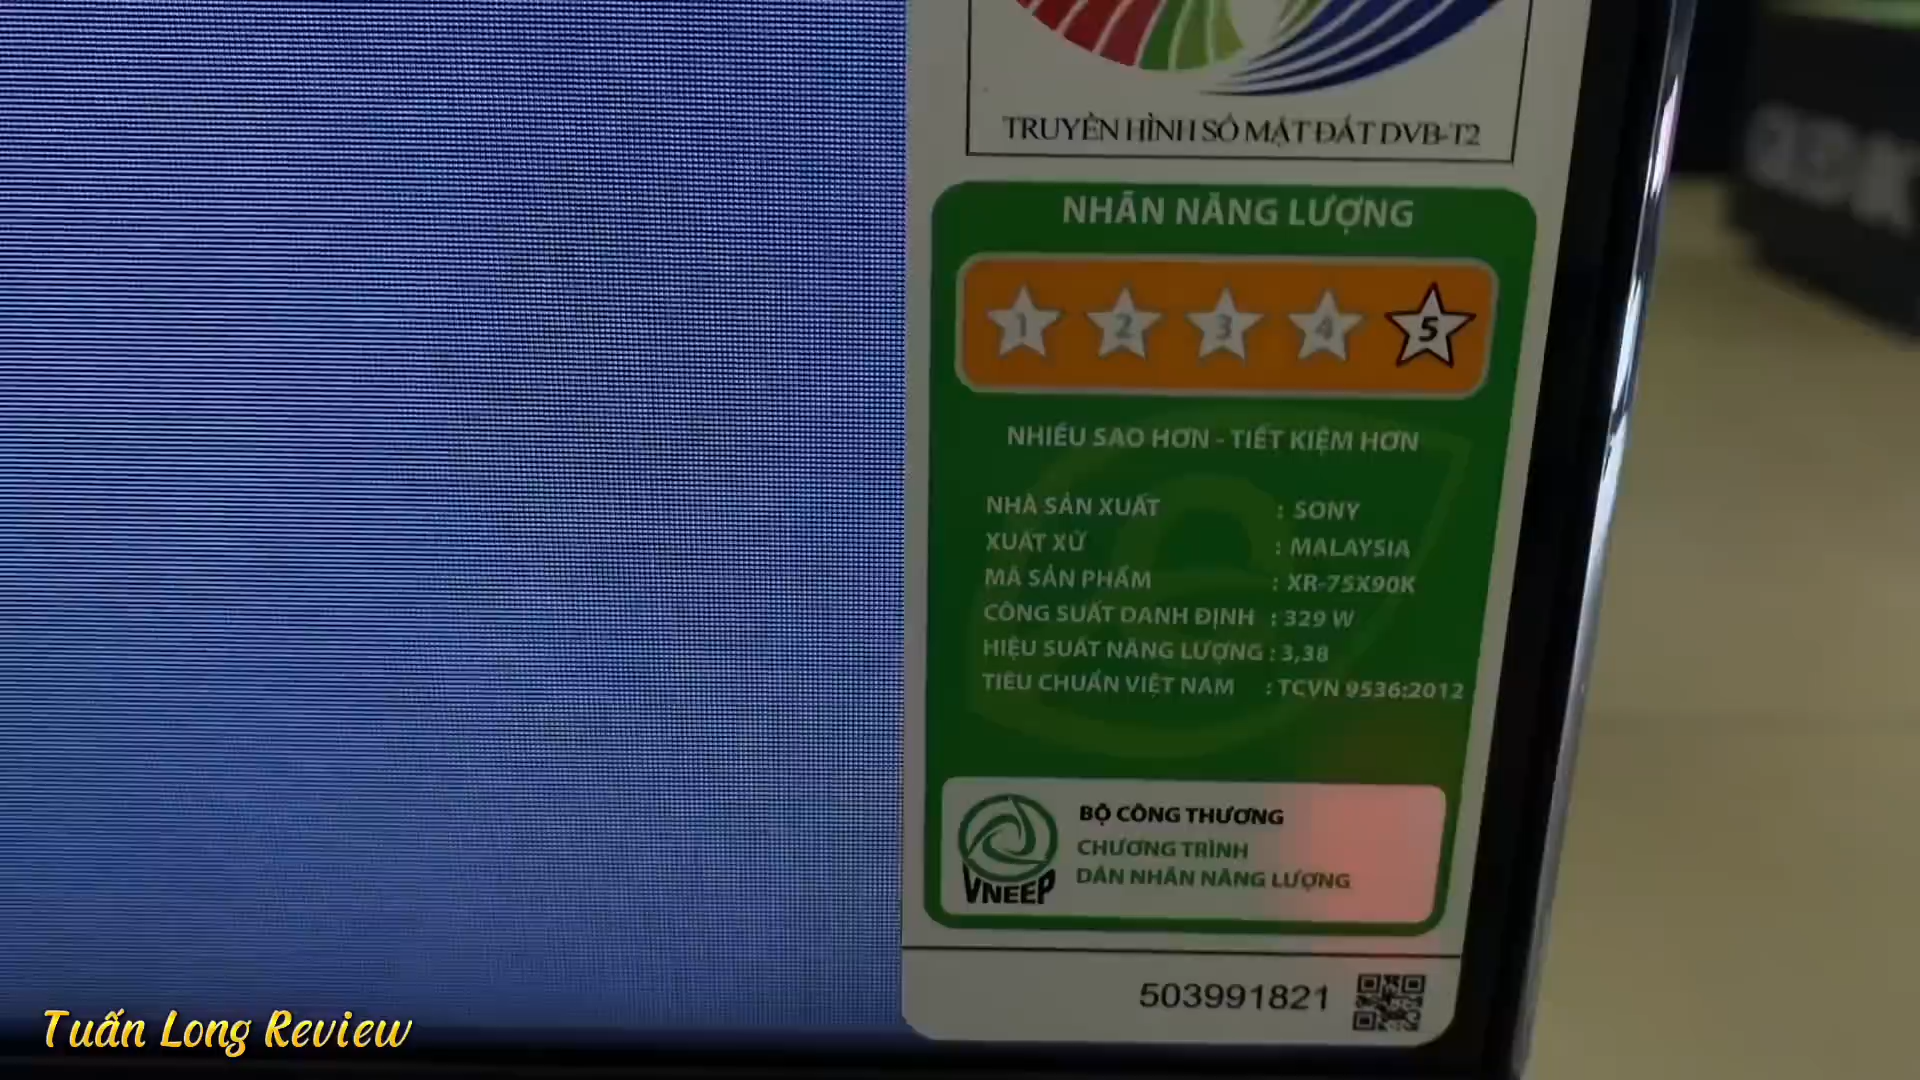 TRUYỀN HÌNH SỐ MẶT ĐẤT DVB-T2
NHÃN NĂNG LƯỢNG
1 2 3 4 5
NHIỀU SAO HƠN - TIẾT KIỆM HƠN
NHÀ SẢN XUẤT : SONY
XUẤT XỨ : MALAYSIA
MÃ SẢN PHẨM : XR-75X90K
CÔNG SUẤT DANH ĐỊNH : 329 W
HIỆU SUẤT NĂNG LƯỢNG : 3,38
TIÊU CHUẨN VIỆT NAM : TCVN 9536:2012
BỘ CÔNG THƯƠNG
CHƯƠNG TRÌNH
DÁN NHÃN NĂNG LƯỢNG
VNEEP
503991821
Tuấn Long Review